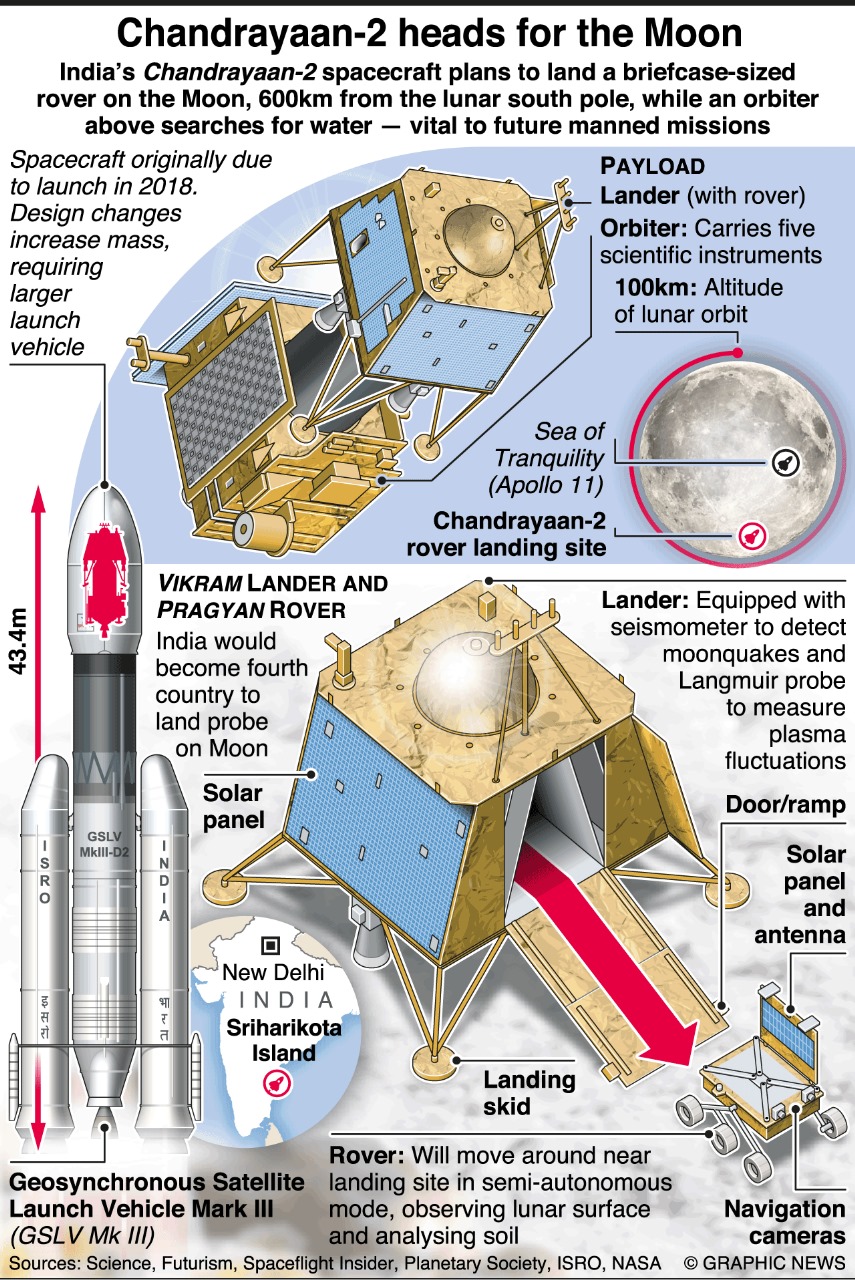 Chandrayaan-2 heads for the Moon
India's Chandrayaan-2 spacecraft plans to land a briefcase-sized
rover on the Moon, 600km from the lunar south pole, while an orbiter
above searches for water — vital to future manned missions
Spacecraft originally due
to launch in 2018.
Design changes
increase mass,
requiring
larger
launch
vehicle
PAYLOAD
Lander (with rover)
Orbiter: Carries five
scientific instruments
100km: Altitude
of lunar orbit
Sea of
Tranquility
(Apollo 11)
Chandrayaan-2
rover landing site
43.4m
VIKRAM LANDER AND
PRAGYAN ROVER
India would
become fourth
country to
land probe
on Moon
Solar
panel
Lander: Equipped with
seismometer to detect
moonquakes and
Langmuir probe
to measure
plasma
fluctuations
Door/ramp
Solar
panel
and
antenna
GSLV
MkIII-D2
ISRO
INDIA
इसरो
भारत
New Delhi
INDIA
Sriharikota
Island
Landing
skid
Rover: Will move around near
landing site in semi-autonomous
mode, observing lunar surface
and analysing soil
Navigation
cameras
Geosynchronous Satellite
Launch Vehicle Mark III
(GSLV Mk III)
Sources: Science, Futurism, Spaceflight Insider, Planetary Society, ISRO, NASA
© GRAPHIC NEWS